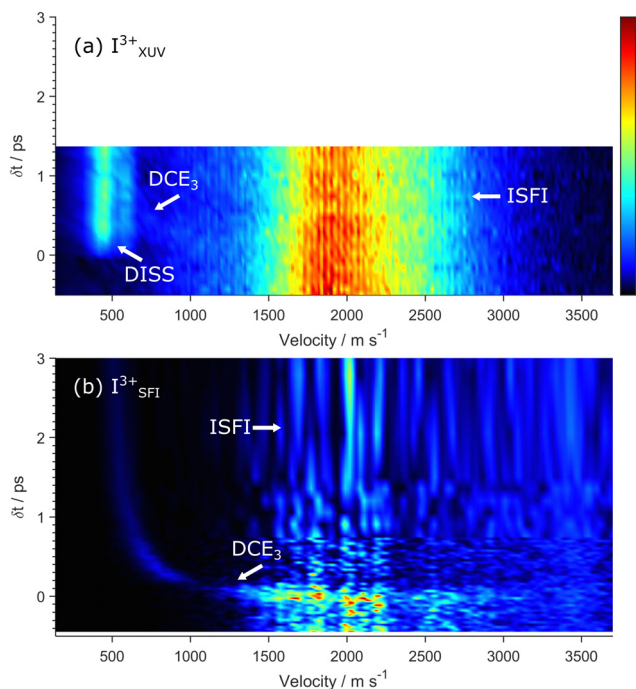 (a) I³⁺XUV
3
2
1
0
δt / ps
DCE₃
DISS
ISFI
500 1000 1500 2000 2500 3000 3500
Velocity / m s⁻¹
(b) I³⁺SFI
3
2
1
0
δt / ps
ISFI
DCE₃
500 1000 1500 2000 2500 3000 3500
Velocity / m s⁻¹